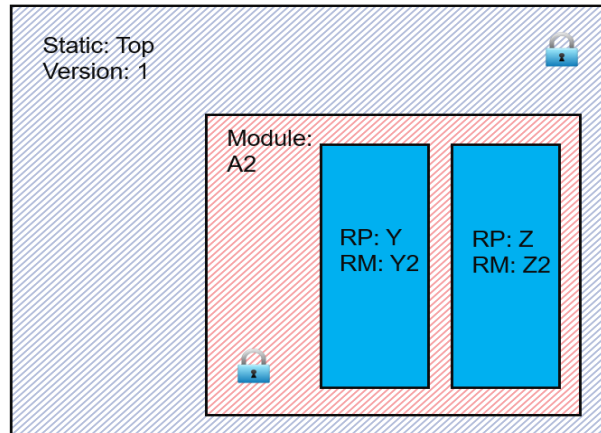 Static: Top
Version: 1
Module:
A2
RP: Y
RM: Y2
RP: Z
RM: Z2